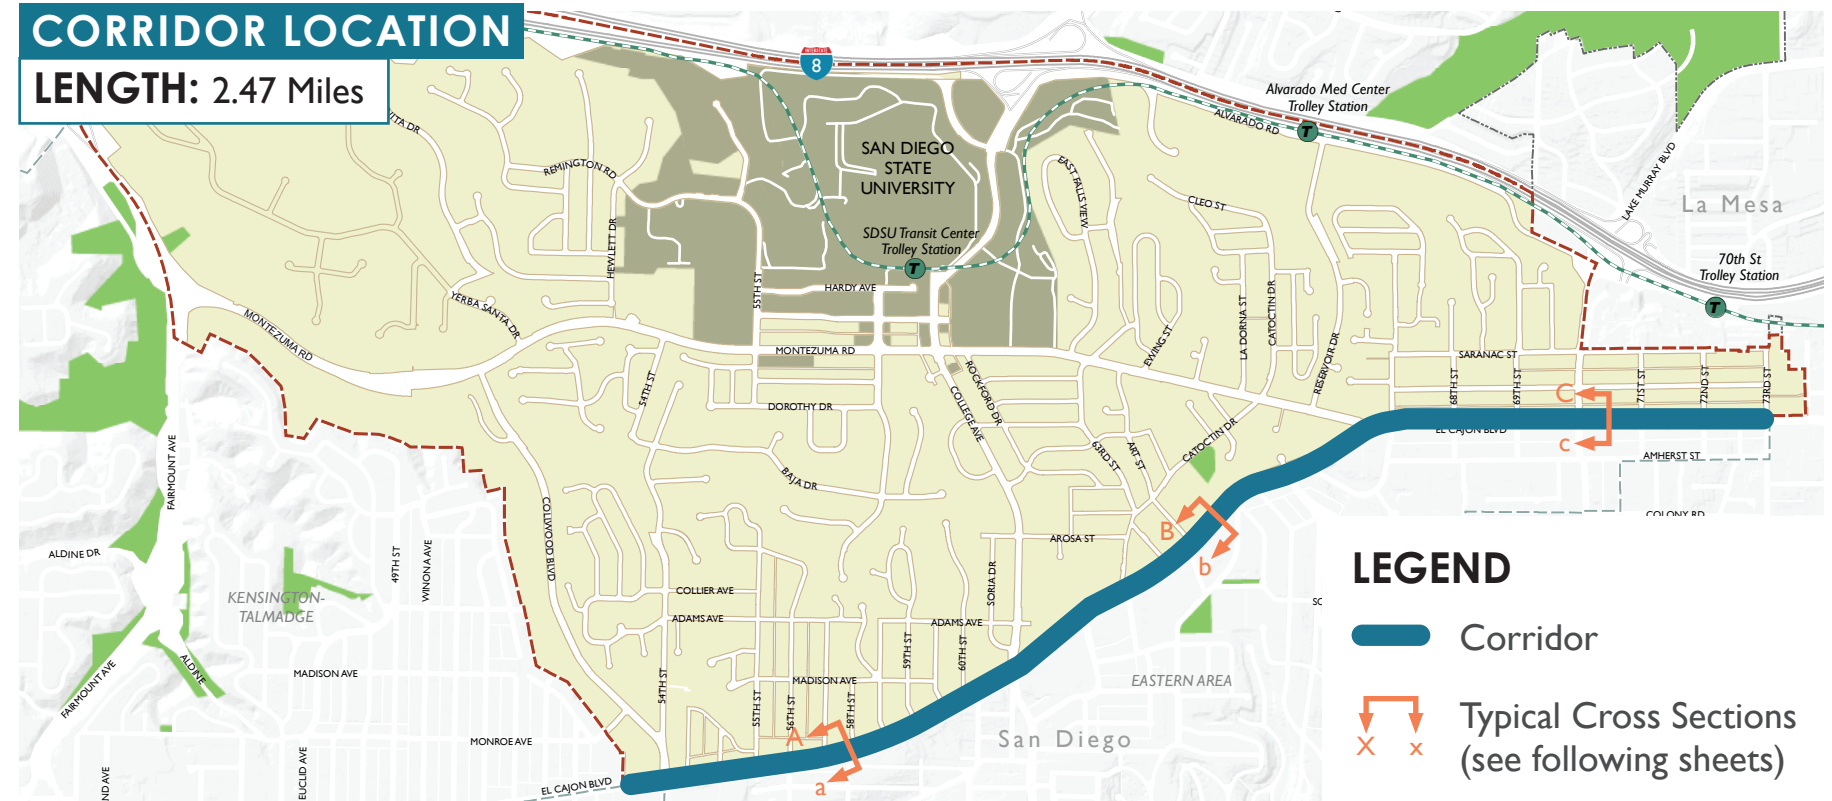 CORRIDOR LOCATION
LENGTH: 2.47 Miles
INTERSTATE
8
Alvarado Med Center
Trolley Station
ALVARADO RD
VITA DR
REMINGTON RD
SAN DIEGO
STATE
UNIVERSITY
EAST FALLS VIEW
CLEO ST
LAKE MURRAY BLVD
La Mesa
HEWLETT DR
SDSU Transit Center
Trolley Station
T
T
T
70th St
Trolley Station
55TH ST
HARDY AVE
YERBA SANTA DR
MONTEZUMA RD
MONTEZUMA RD
EWING ST
LA DORNA ST
CATOCTIN DR
RESERVOIR DR
SARANAC ST
54TH ST
DOROTHY DR
ROCKFORD DR
COLLEGE AVE
68TH ST
69TH ST
71ST ST
72ND ST
73RD ST
C
c
EL CAJON BLVD
AMHERST ST
COLONY RD
FAIRMOUNT AVE
BAJA DR
63RD ST
ART ST
CATOCTIN DR
COLLWOOD BLVD
B
b
AROSA ST
ALDINE DR
49TH ST
WINONA AVE
KENSINGTON-
TALMADGE
COLLIER AVE
ADAMS AVE
ADAMS AVE
SORIA DR
59TH ST
60TH ST
FAIRMOUNT AVE
ALDINE
MADISON AVE
54TH ST
MADISON AVE
55TH ST
56TH ST
58TH ST
EASTERN AREA
San Diego
MONROE AVE
A
a
EL CAJON BLVD
EUCLID AVE
ND AVE
SC
LEGEND
Corridor
X x
Typical Cross Sections
(see following sheets)